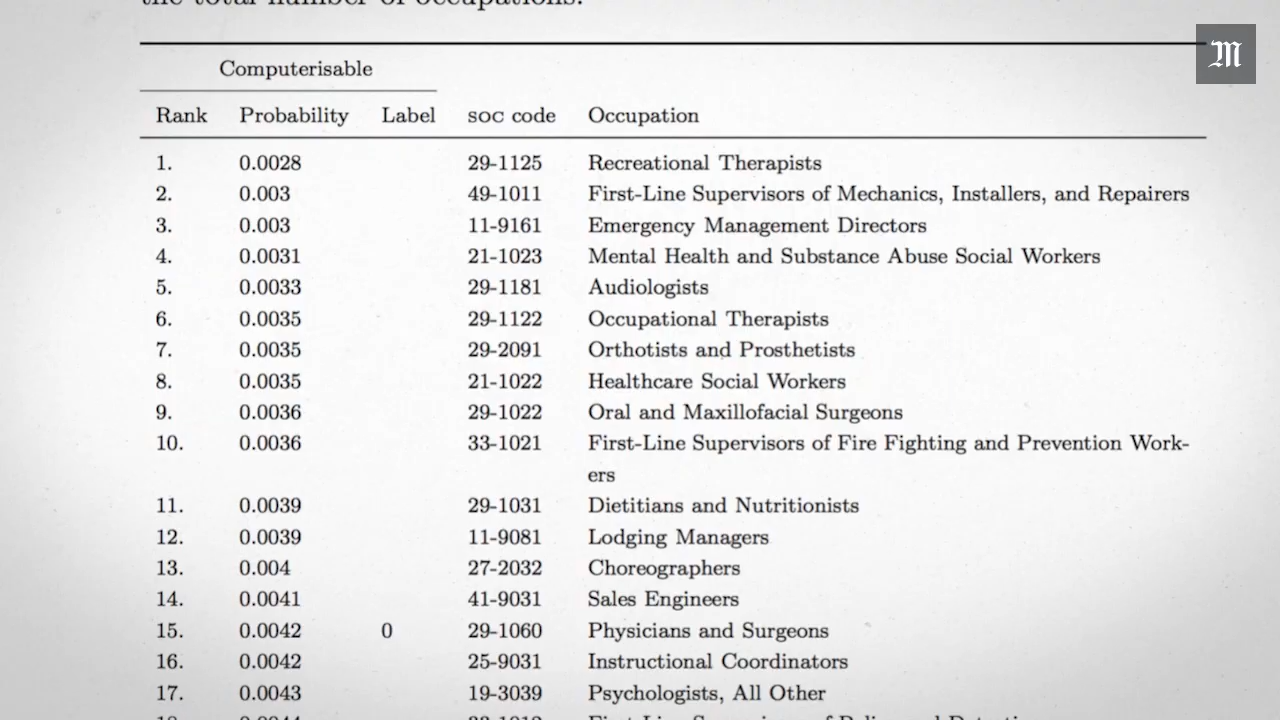 the total number of occupations.
M
Computerisable
Rank Probability Label SOC code Occupation
1. 0.0028 29-1125 Recreational Therapists
2. 0.003 49-1011 First-Line Supervisors of Mechanics, Installers, and Repairers
3. 0.003 11-9161 Emergency Management Directors
4. 0.0031 21-1023 Mental Health and Substance Abuse Social Workers
5. 0.0033 29-1181 Audiologists
6. 0.0035 29-1122 Occupational Therapists
7. 0.0035 29-2091 Orthotists and Prosthetists
8. 0.0035 21-1022 Healthcare Social Workers
9. 0.0036 29-1022 Oral and Maxillofacial Surgeons
10. 0.0036 33-1021 First-Line Supervisors of Fire Fighting and Prevention Work-
ers
11. 0.0039 29-1031 Dietitians and Nutritionists
12. 0.0039 11-9081 Lodging Managers
13. 0.004 27-2032 Choreographers
14. 0.0041 41-9031 Sales Engineers
15. 0.0042 0 29-1060 Physicians and Surgeons
16. 0.0042 25-9031 Instructional Coordinators
17. 0.0043 19-3039 Psychologists, All Other